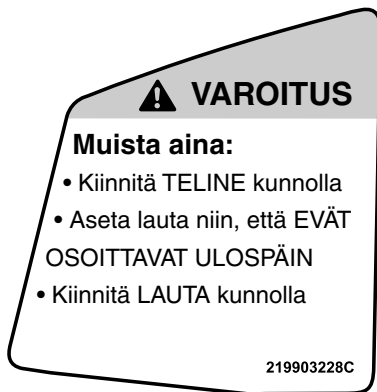 VAROITUS
Muista aina:
• Kiinnitä TELINE kunnolla
• Aseta lauta niin, että EVÄT
OSOITTAVAT ULOSPÄIN
• Kiinnitä LAUTA kunnolla
219903228C